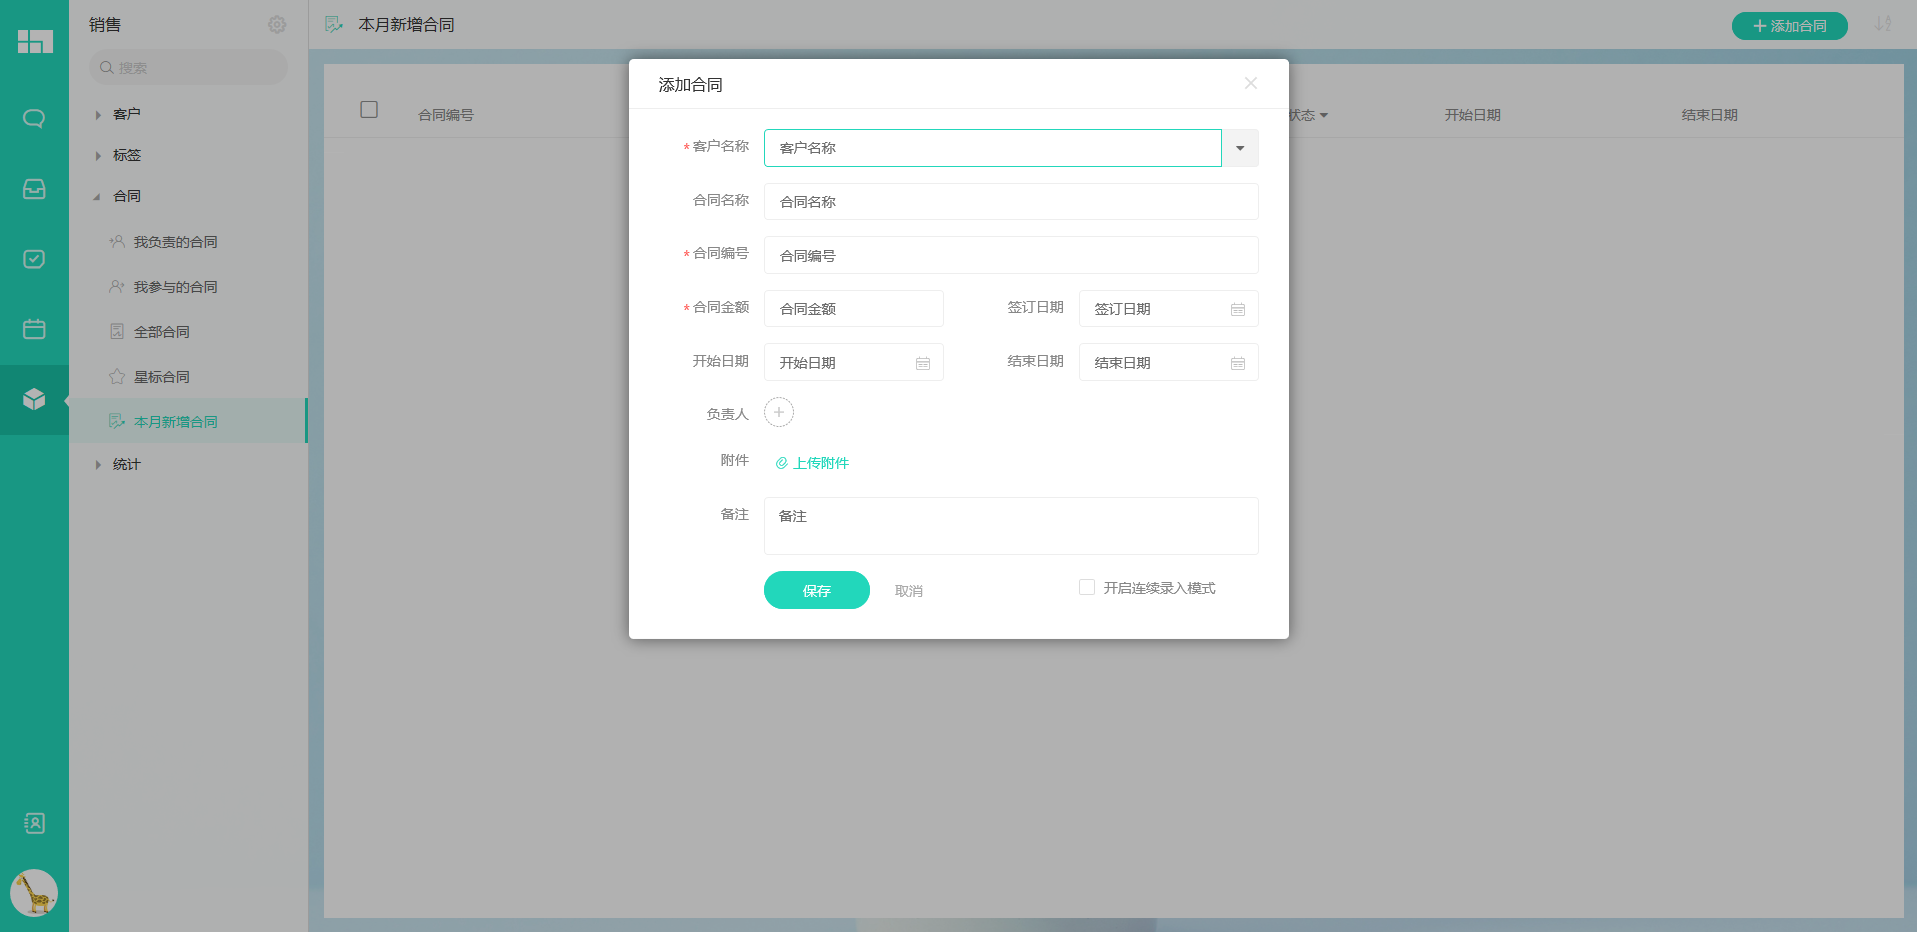 销售
搜索
客户
标签
合同
我负责的合同
我参与的合同
全部合同
星标合同
本月新增合同
统计
本月新增合同
添加合同
合同编号
状态
开始日期
结束日期
添加合同
*客户名称 客户名称
合同名称 合同名称
*合同编号 合同编号
*合同金额 合同金额 签订日期 签订日期
开始日期 开始日期 结束日期 结束日期
负责人
附件 上传附件
备注 备注
保存 取消 开启连续录入模式